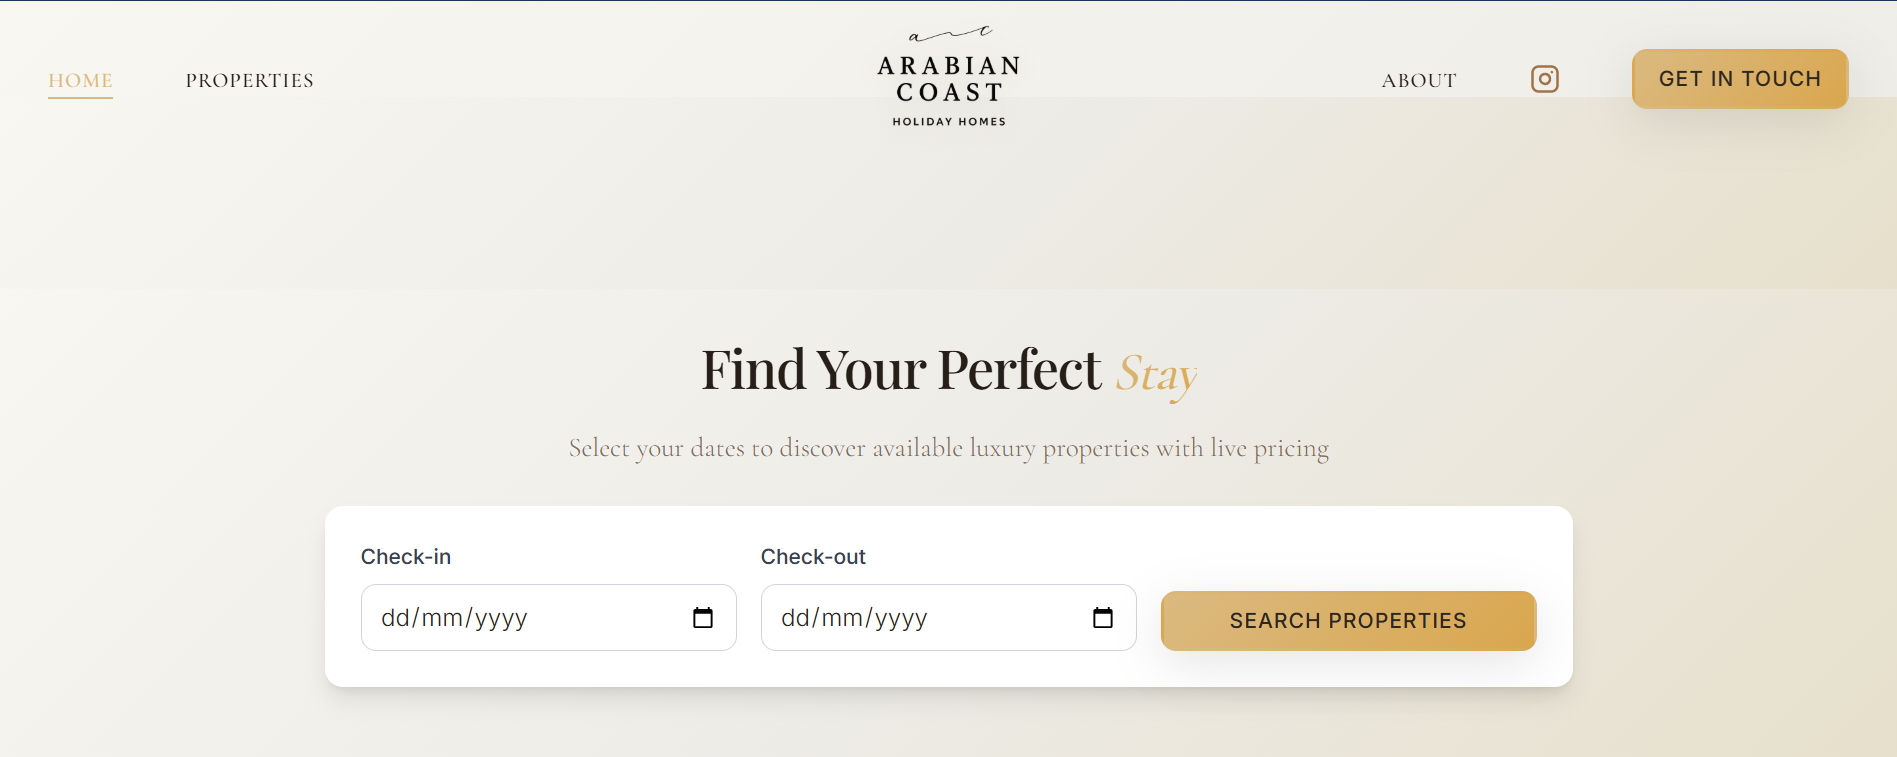 HOME
PROPERTIES
a c
ARABIAN
COAST
HOLIDAY HOMES
ABOUT
GET IN TOUCH
Find Your Perfect Stay
Select your dates to discover available luxury properties with live pricing
Check-in
Check-out
dd/mm/yyyy
dd/mm/yyyy
SEARCH PROPERTIES